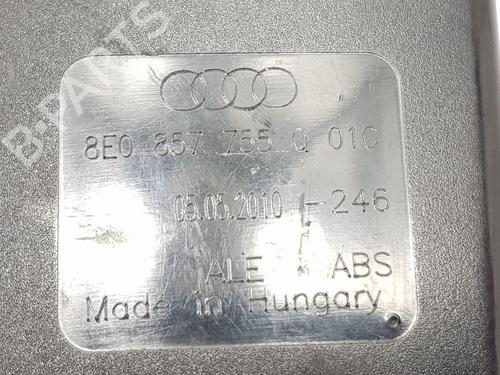 B-PARTS
8E0 857 755 Q 01C
05.05.2010 -246
ALE ABS
Made in Hungary